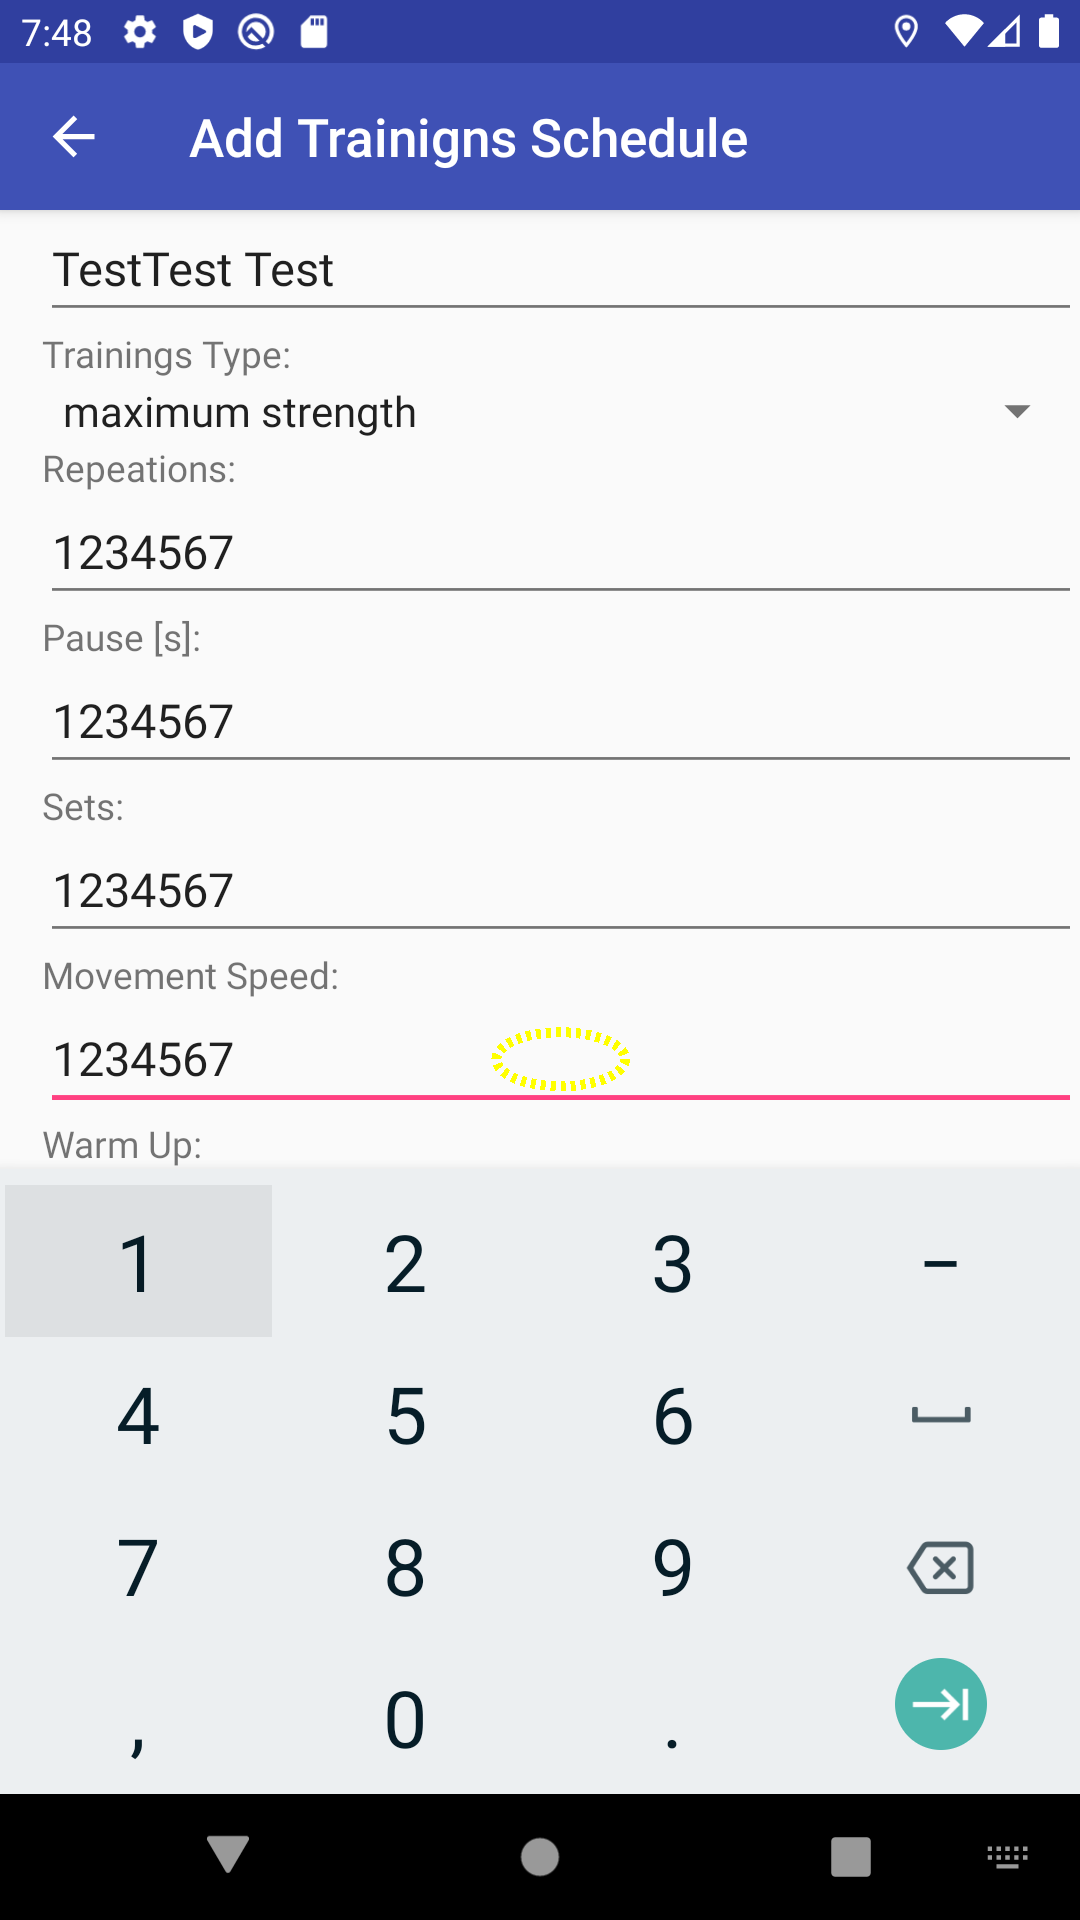 7:48
Add Trainigns Schedule
TestTest Test
Trainings Type:
maximum strength
Repeations:
1234567
Pause [s]:
1234567
Sets:
1234567
Movement Speed:
1234567
Warm Up:
1 2 3 –
4 5 6
7 8 9
, 0 .